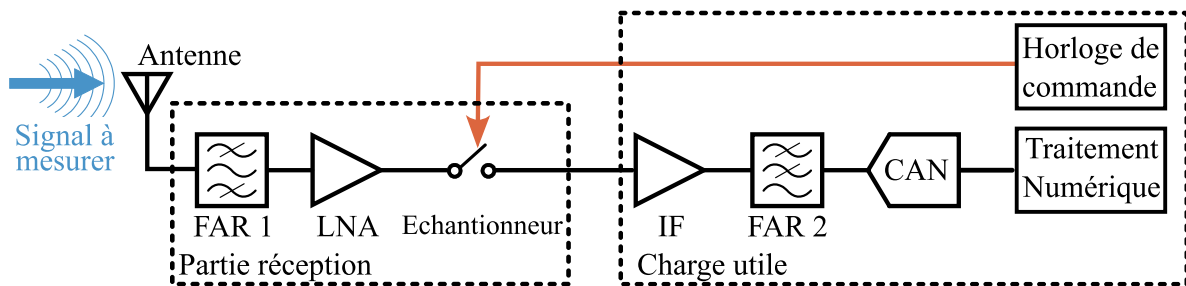 Antenne
Signal à
mesurer
FAR 1
LNA
Echantionneur
Partie réception
Horloge de
commande
IF
FAR 2
CAN
Traitement
Numérique
Charge utile